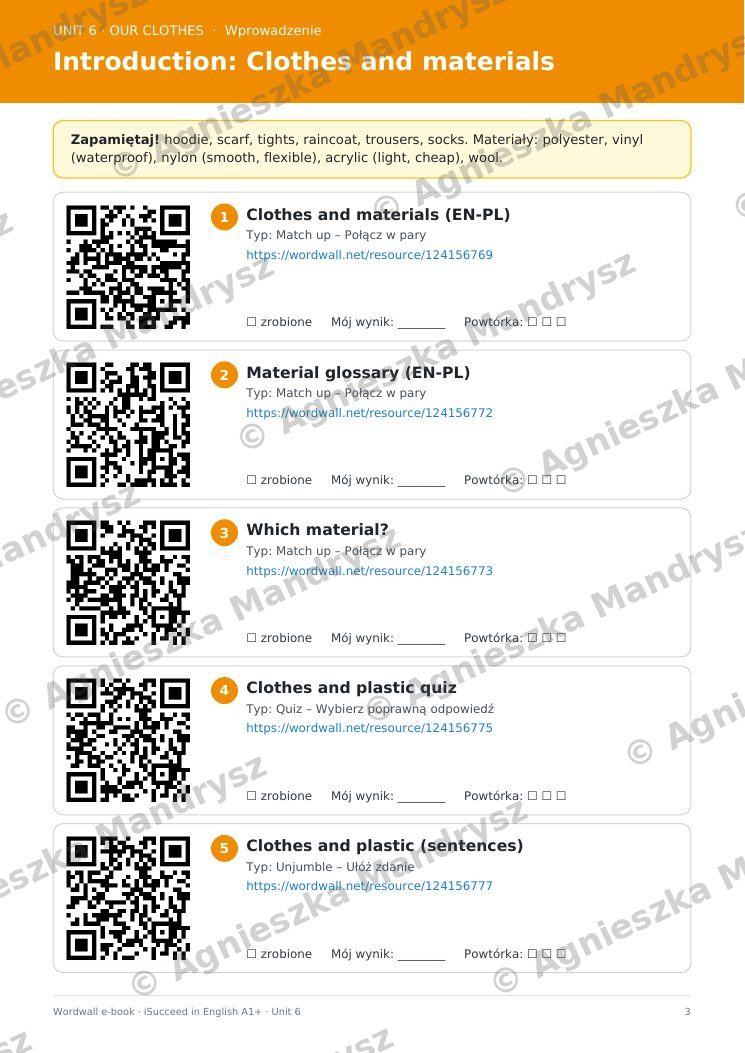 UNIT 6 · OUR CLOTHES · Wprowadzenie
Introduction: Clothes and materials
Zapamiętaj! hoodie, scarf, tights, raincoat, trousers, socks. Materiały: polyester, vinyl
(waterproof), nylon (smooth, flexible), acrylic (light, cheap), wool.
1 Clothes and materials (EN-PL)
Typ: Match up – Połącz w pary
https://wordwall.net/resource/124156769
☐ zrobione Mój wynik: ________ Powtórka: ☐ ☐ ☐
2 Material glossary (EN-PL)
Typ: Match up – Połącz w pary
https://wordwall.net/resource/124156772
☐ zrobione Mój wynik: ________ Powtórka: ☐ ☐ ☐
3 Which material?
Typ: Match up – Połącz w pary
https://wordwall.net/resource/124156773
☐ zrobione Mój wynik: ________ Powtórka: ☐ ☐ ☐
4 Clothes and plastic quiz
Typ: Quiz – Wybierz poprawną odpowiedź
https://wordwall.net/resource/124156775
☐ zrobione Mój wynik: ________ Powtórka: ☐ ☐ ☐
5 Clothes and plastic (sentences)
Typ: Unjumble – Ułóż zdanie
https://wordwall.net/resource/124156777
☐ zrobione Mój wynik: ________ Powtórka: ☐ ☐ ☐
Wordwall e-book · iSucceed in English A1+ · Unit 6 3
© Agnieszka Mandrysz